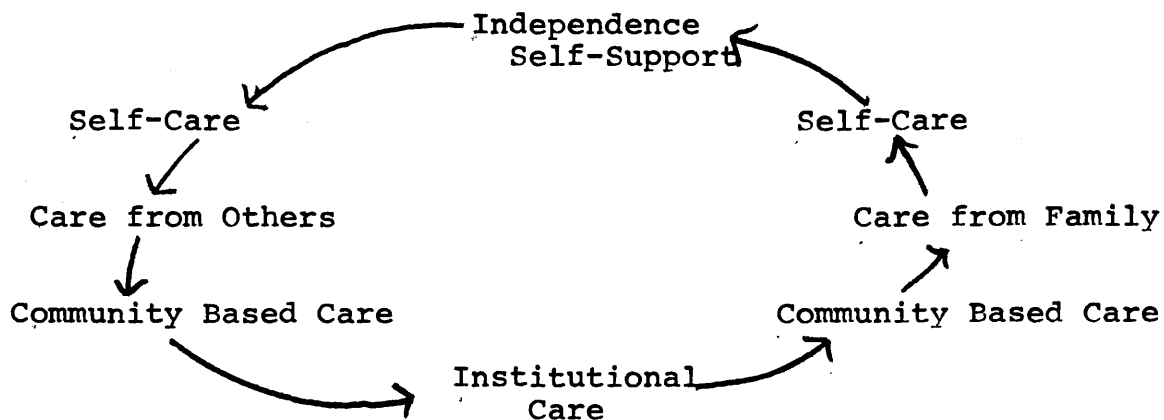 Independence
Self-Support
Self-Care
Self-Care
Care from Others
Care from Family
Community Based Care
Community Based Care
Institutional
Care